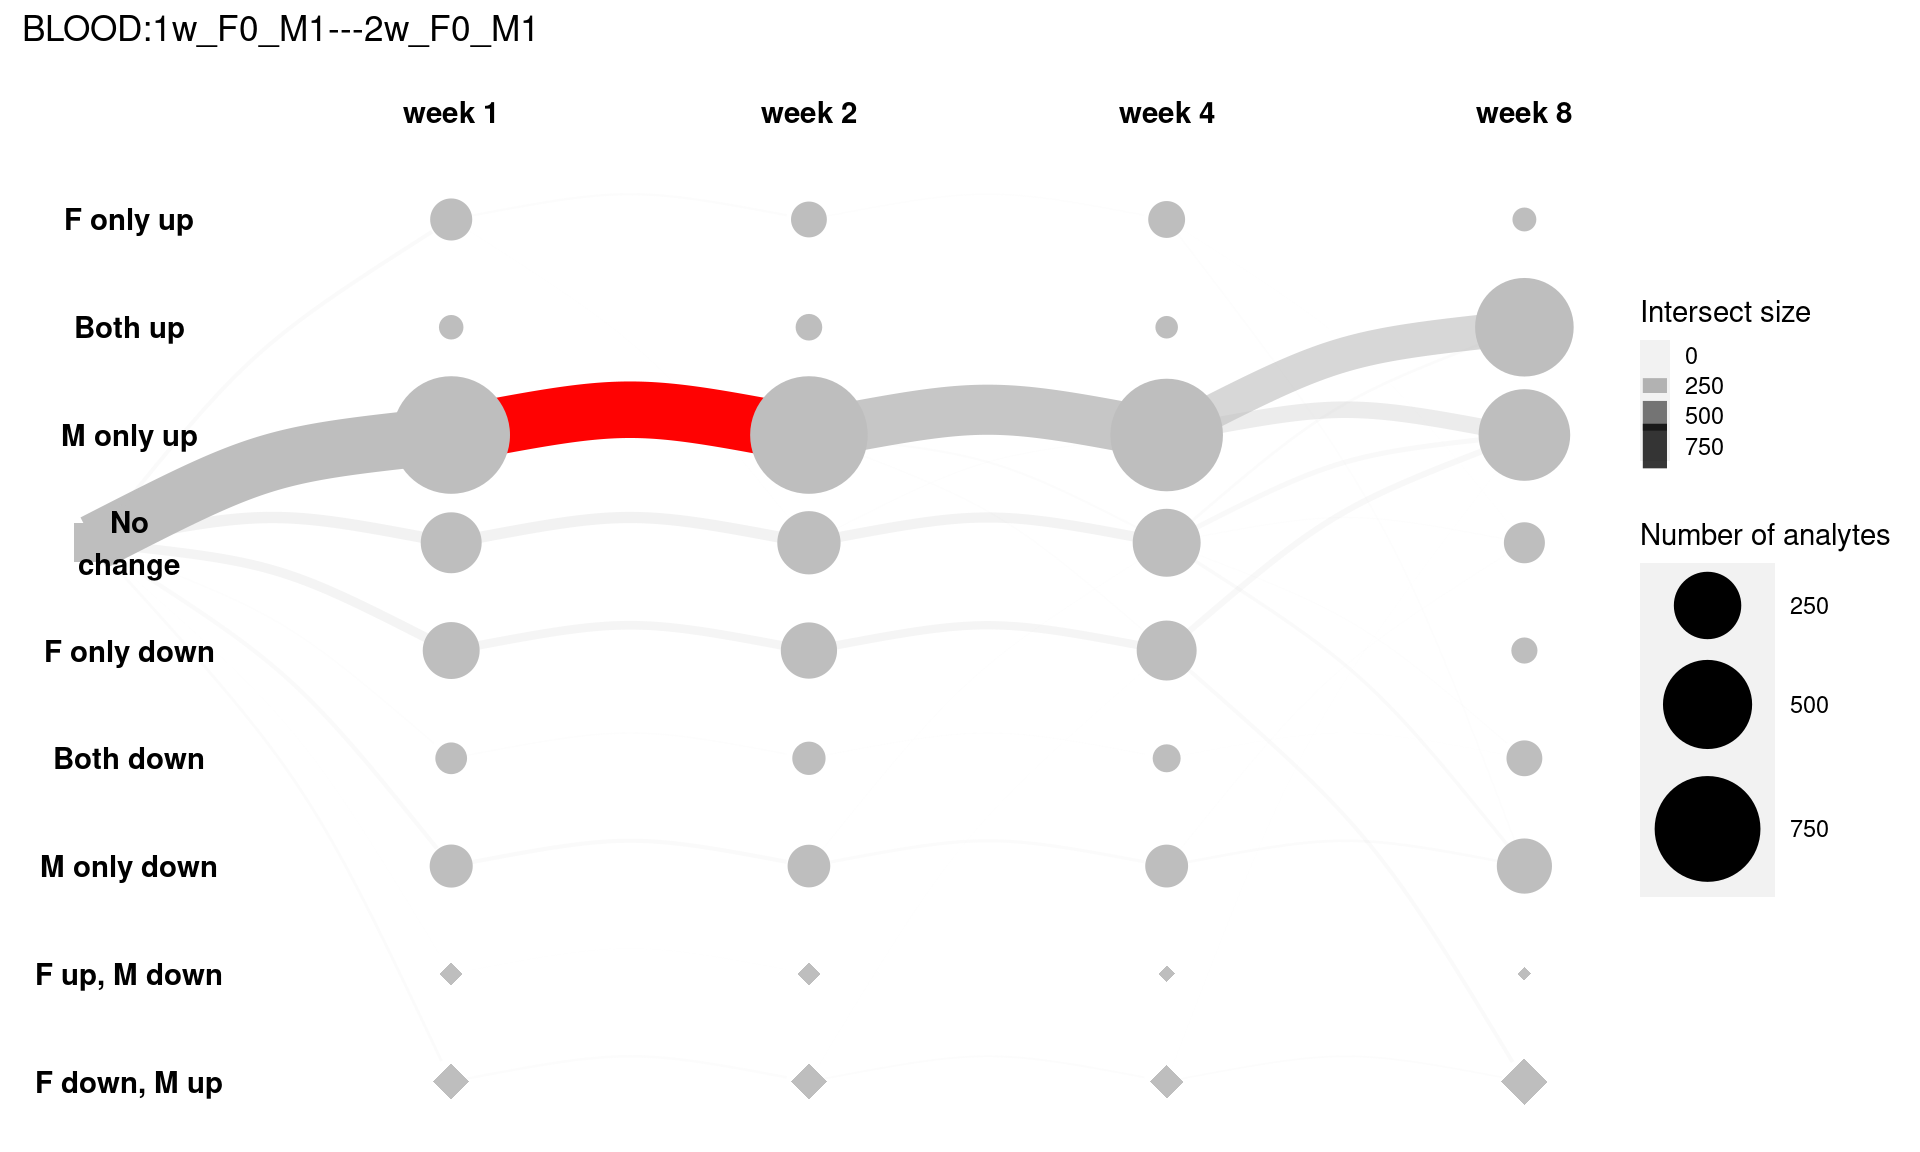 BLOOD:1w_F0_M1---2w_F0_M1
week 1 week 2 week 4 week 8
F only up
Both up
M only up
No
change
F only down
Both down
M only down
F up, M down
F down, M up
Intersect size
0
250
500
750
Number of analytes
250
500
750